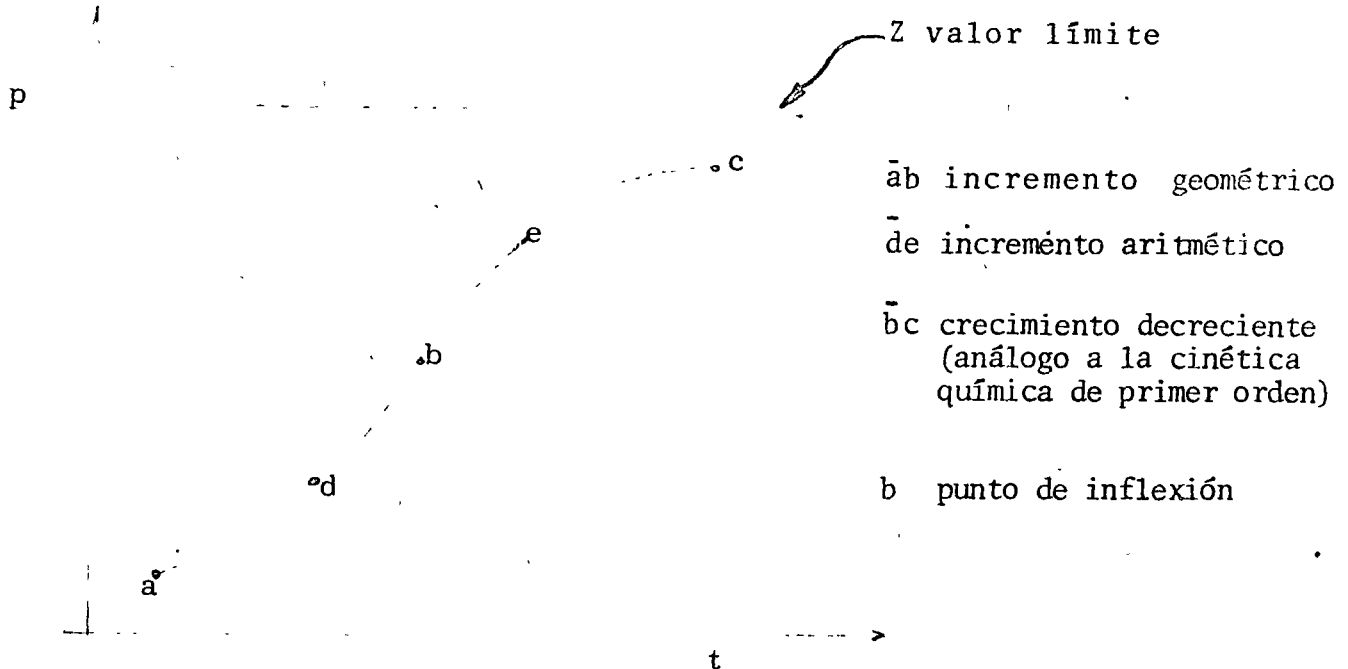 Z valor límite
p
c
āb incremento geométrico
e
d̄e incremento aritmético
b̄c crecimiento decreciente
(análogo a la cinética
química de primer orden)
b
d
b punto de inflexión
a
t